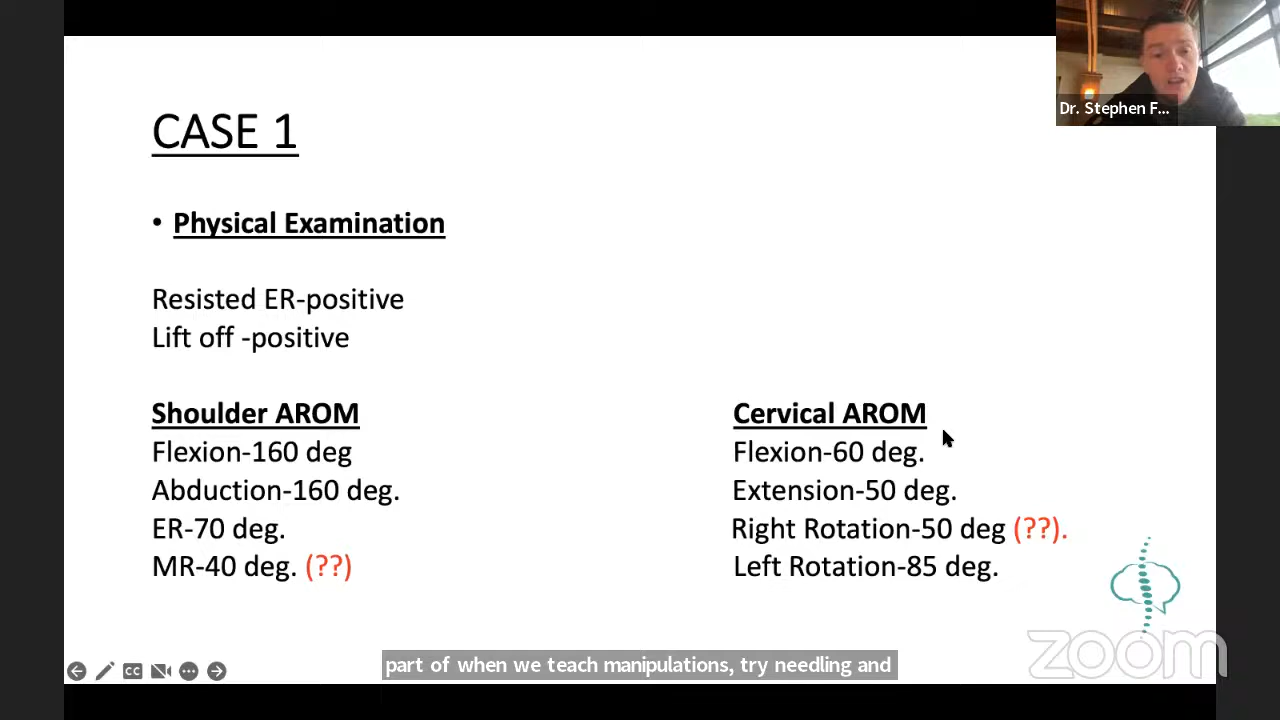 Dr. Stephen F...
CASE 1
• Physical Examination
Resisted ER-positive
Lift off -positive
Shoulder AROM
Flexion-160 deg
Abduction-160 deg.
ER-70 deg.
MR-40 deg. (??)
Cervical AROM
Flexion-60 deg.
Extension-50 deg.
Right Rotation-50 deg (??).
Left Rotation-85 deg.
zoom
CC
part of when we teach manipulations, try needling and